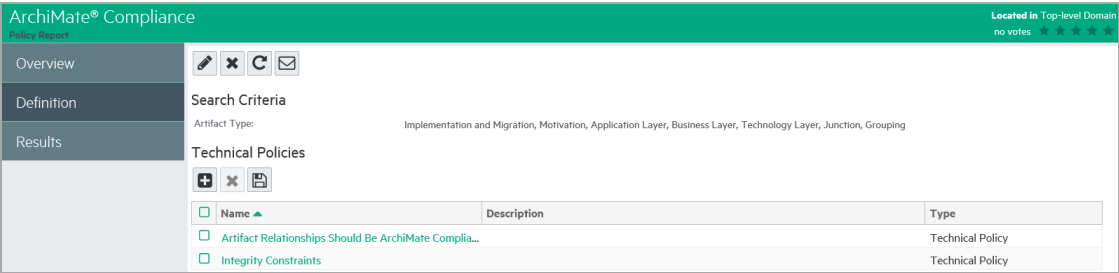 ArchiMate® Compliance
Located in Top-level Domain
Policy Report
no votes
Overview
Definition
Results
Search Criteria
Artifact Type: Implementation and Migration, Motivation, Application Layer, Business Layer, Technology Layer, Junction, Grouping
Technical Policies
Name Description Type
Artifact Relationships Should Be ArchiMate Complia... Technical Policy
Integrity Constraints Technical Policy